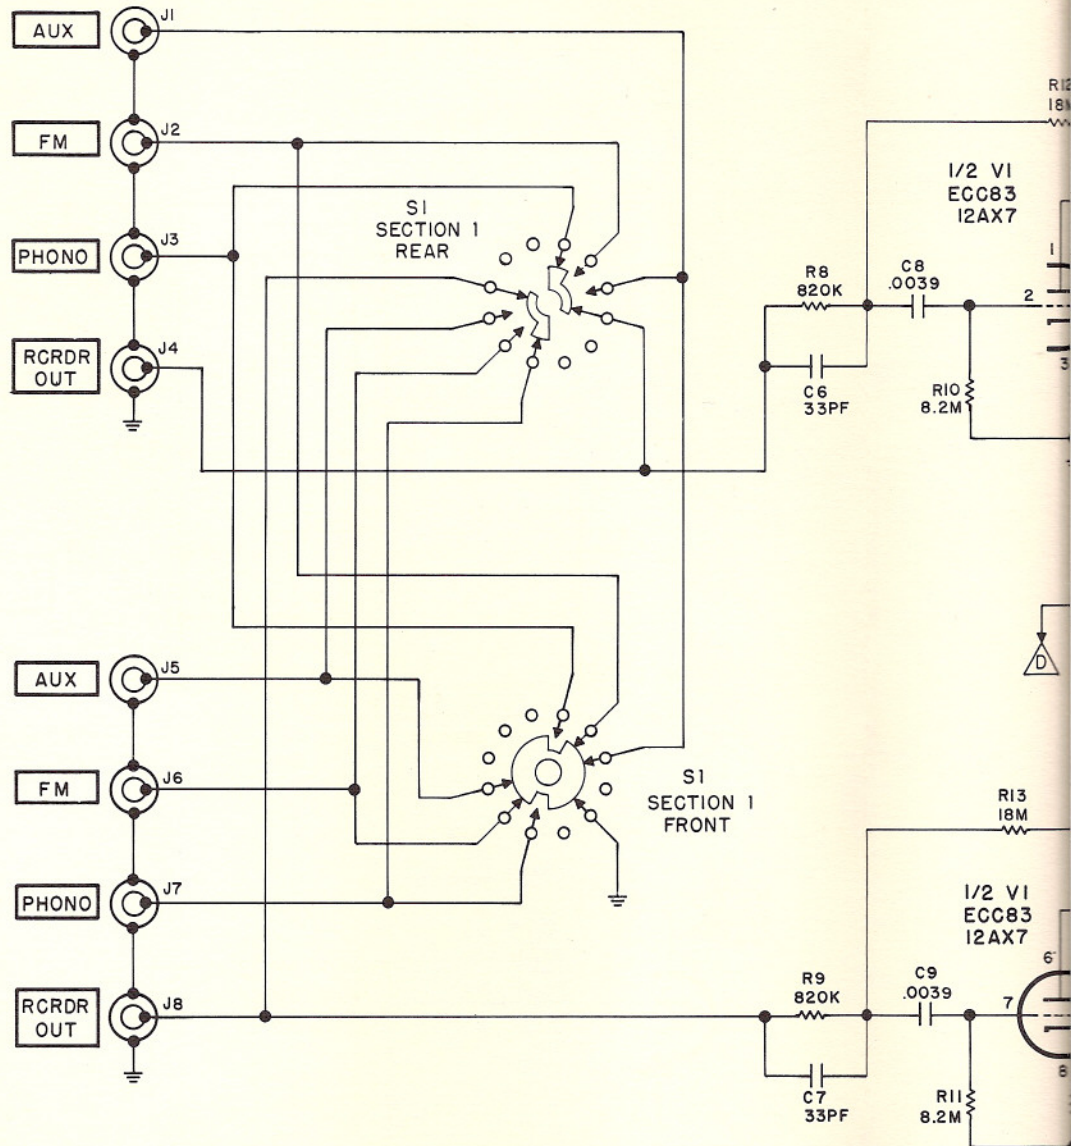 AUX
J1
FM
J2
PHONO
J3
RCRDR
OUT
J4
S1
SECTION 1
REAR
R8
820K
C6
33PF
C8
.0039
R10
8.2M
18M
1/2 V1
ECC83
12AX7
1
2
3
D
AUX
J5
FM
J6
PHONO
J7
RCRDR
OUT
J8
S1
SECTION 1
FRONT
R13
18M
1/2 V1
ECC83
12AX7
6
7
8
R9
820K
C7
33PF
C9
.0039
R11
8.2M